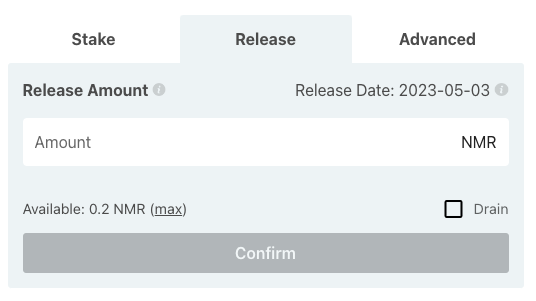 Stake Release Advanced
Release Amount Release Date: 2023-05-03
Amount NMR
Available: 0.2 NMR (max) Drain
Confirm